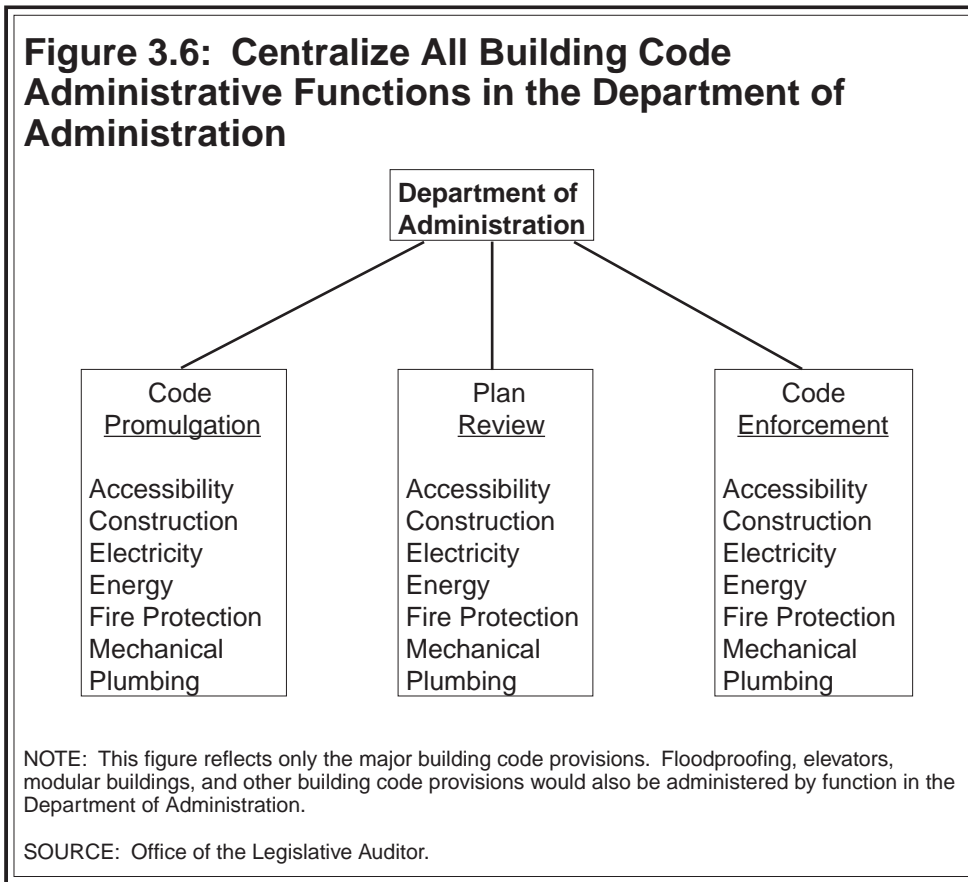 Figure 3.6: Centralize All Building Code
Administrative Functions in the Department of
Administration
Department of
Administration
Code
Promulgation
Accessibility
Construction
Electricity
Energy
Fire Protection
Mechanical
Plumbing
Plan
Review
Accessibility
Construction
Electricity
Energy
Fire Protection
Mechanical
Plumbing
Code
Enforcement
Accessibility
Construction
Electricity
Energy
Fire Protection
Mechanical
Plumbing
NOTE: This figure reflects only the major building code provisions. Floodproofing, elevators,
modular buildings, and other building code provisions would also be administered by function in the
Department of Administration.
SOURCE: Office of the Legislative Auditor.